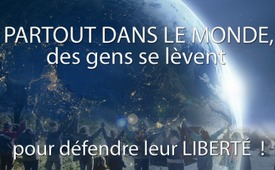 PARTOUT DANS LE MONDE,
des gens se lèvent
pour défendre leur LIBERTÉ !